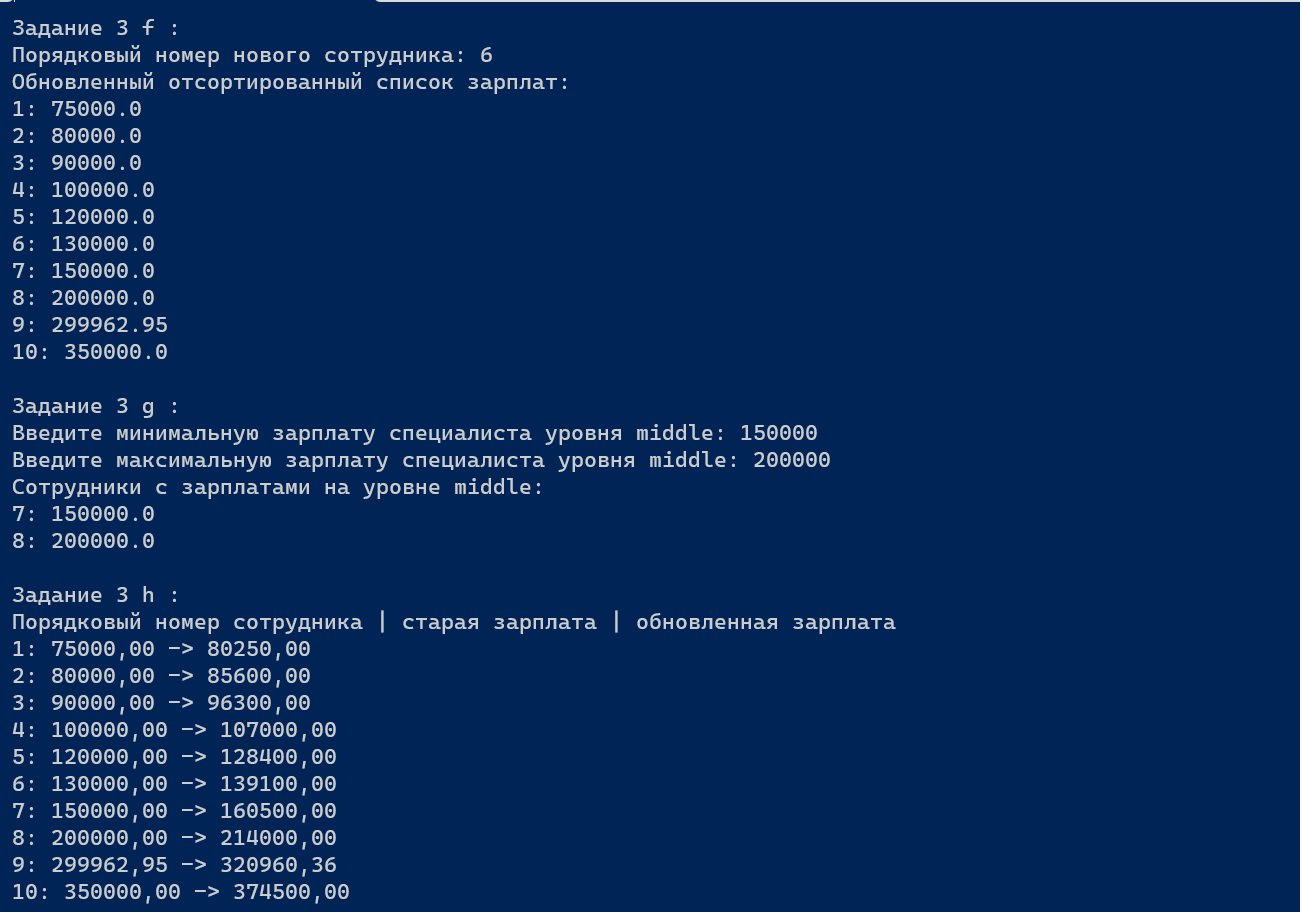 Задание 3 f :
Порядковый номер нового сотрудника: 6
Обновленный отсортированный список зарплат:
1: 75000.0
2: 80000.0
3: 90000.0
4: 100000.0
5: 120000.0
6: 130000.0
7: 150000.0
8: 200000.0
9: 299962.95
10: 350000.0
Задание 3 g :
Введите минимальную зарплату специалиста уровня middle: 150000
Введите максимальную зарплату специалиста уровня middle: 200000
Сотрудники с зарплатами на уровне middle:
7: 150000.0
8: 200000.0
Задание 3 h :
Порядковый номер сотрудника | старая зарплата | обновленная зарплата
1: 75000,00 -> 80250,00
2: 80000,00 -> 85600,00
3: 90000,00 -> 96300,00
4: 100000,00 -> 107000,00
5: 120000,00 -> 128400,00
6: 130000,00 -> 139100,00
7: 150000,00 -> 160500,00
8: 200000,00 -> 214000,00
9: 299962,95 -> 320960,36
10: 350000,00 -> 374500,00